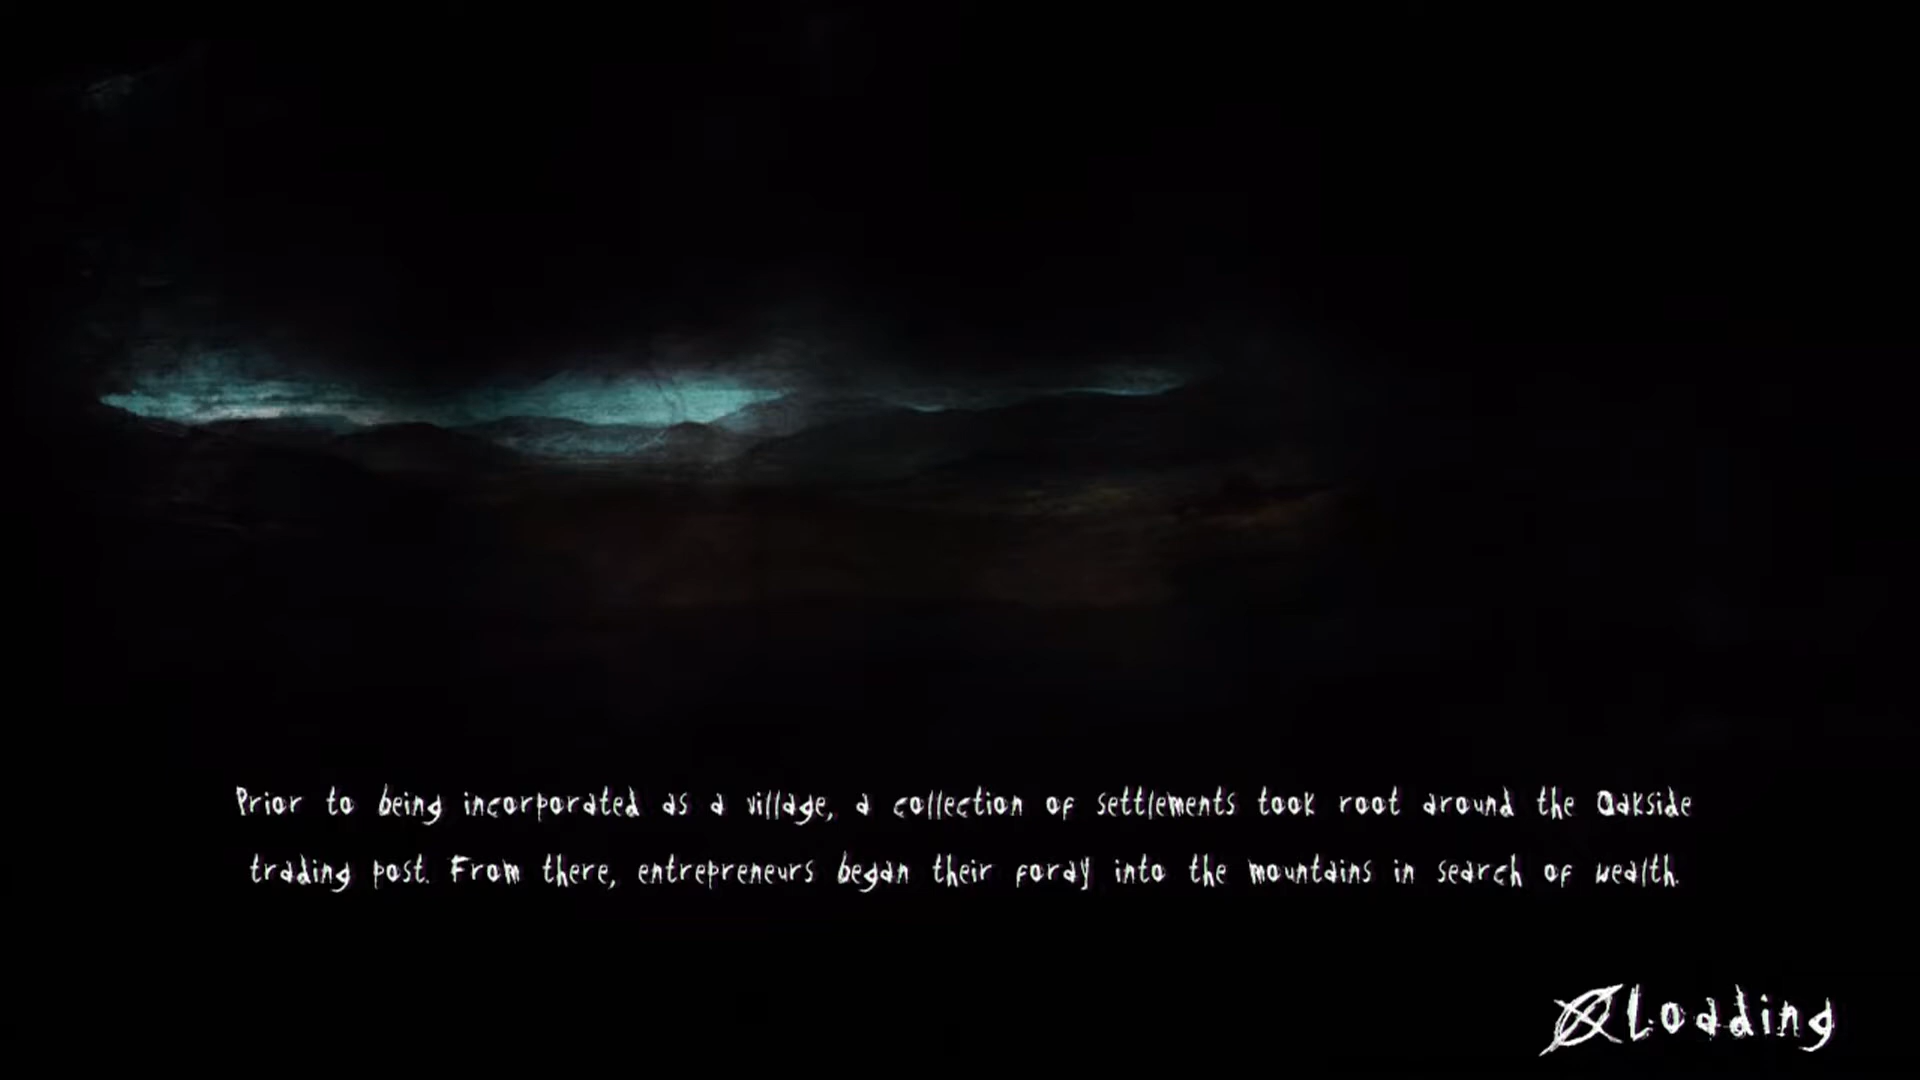 Prior to being incorporated as a village, a collection of settlements took root around the Oakside
trading post. From there, entrepreneurs began their foray into the mountains in search of wealth.
Loading